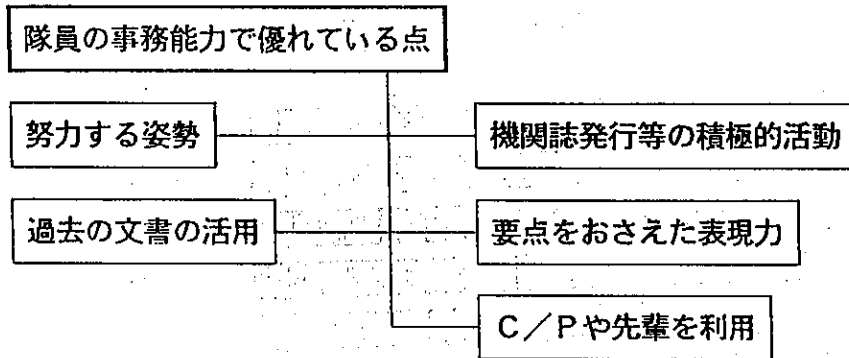 隊員の事務能力で優れている点
努力する姿勢
機関誌発行等の積極的活動
過去の文書の活用
要点をおさえた表現力
C/Pや先輩を利用